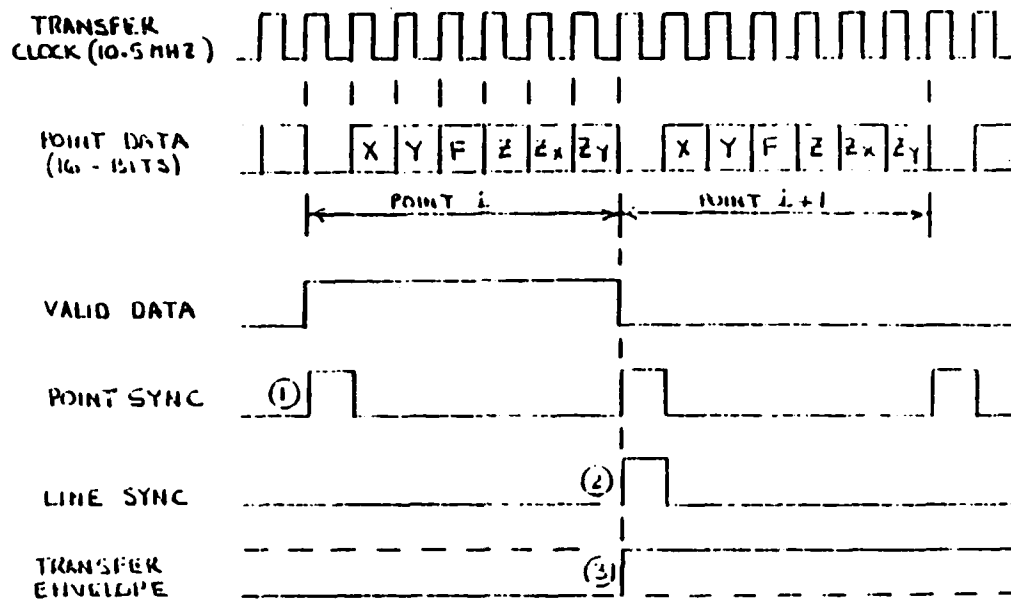 TRANSFER
CLOCK (10.5 MHZ)
POINT DATA
(16 - BITS)
X Y F Z Zx Zy X Y F Z Zx Zy
POINT i POINT i+1
VALID DATA
POINT SYNC ①
LINE SYNC ②
TRANSFER
ENVELOPE ③